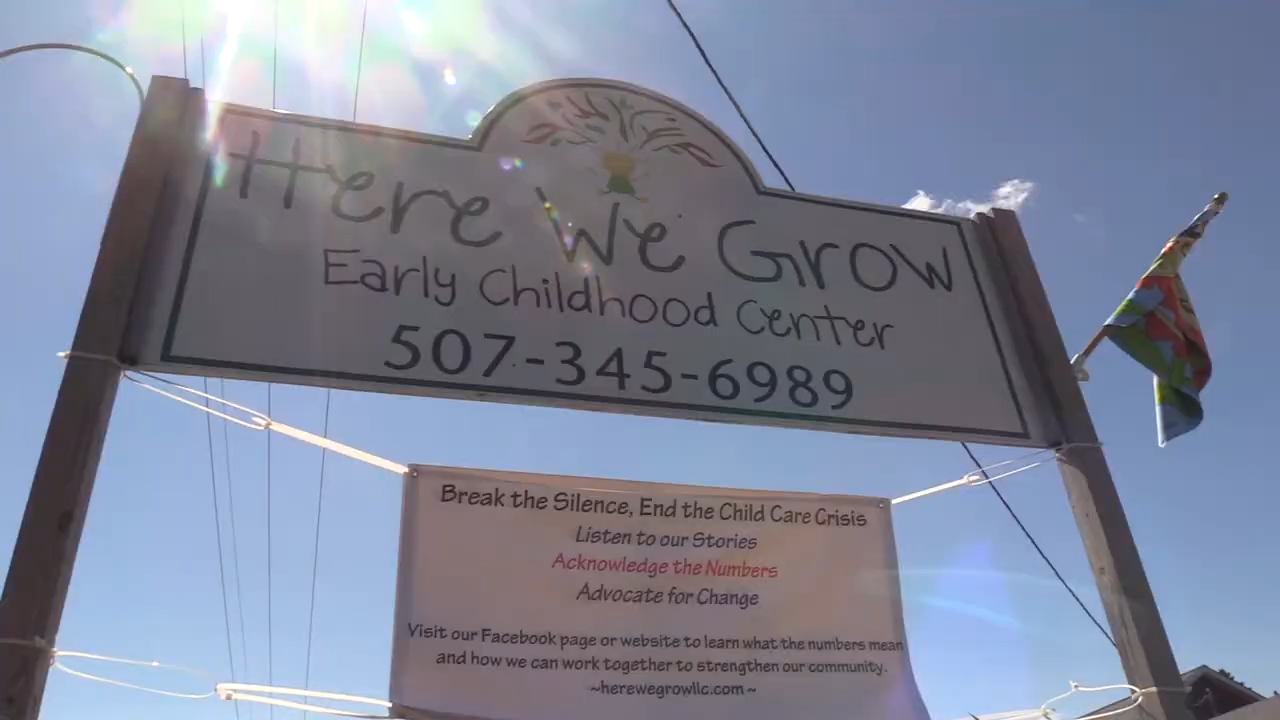 Here We Grow
Early Childhood Center
507-345-6989
Break the Silence, End the Child Care Crisis
Listen to our Stories
Acknowledge the Numbers
Advocate for Change
Visit our Facebook page or website to learn what the numbers mean
and how we can work together to strengthen our community.
~herewegrowllc.com~